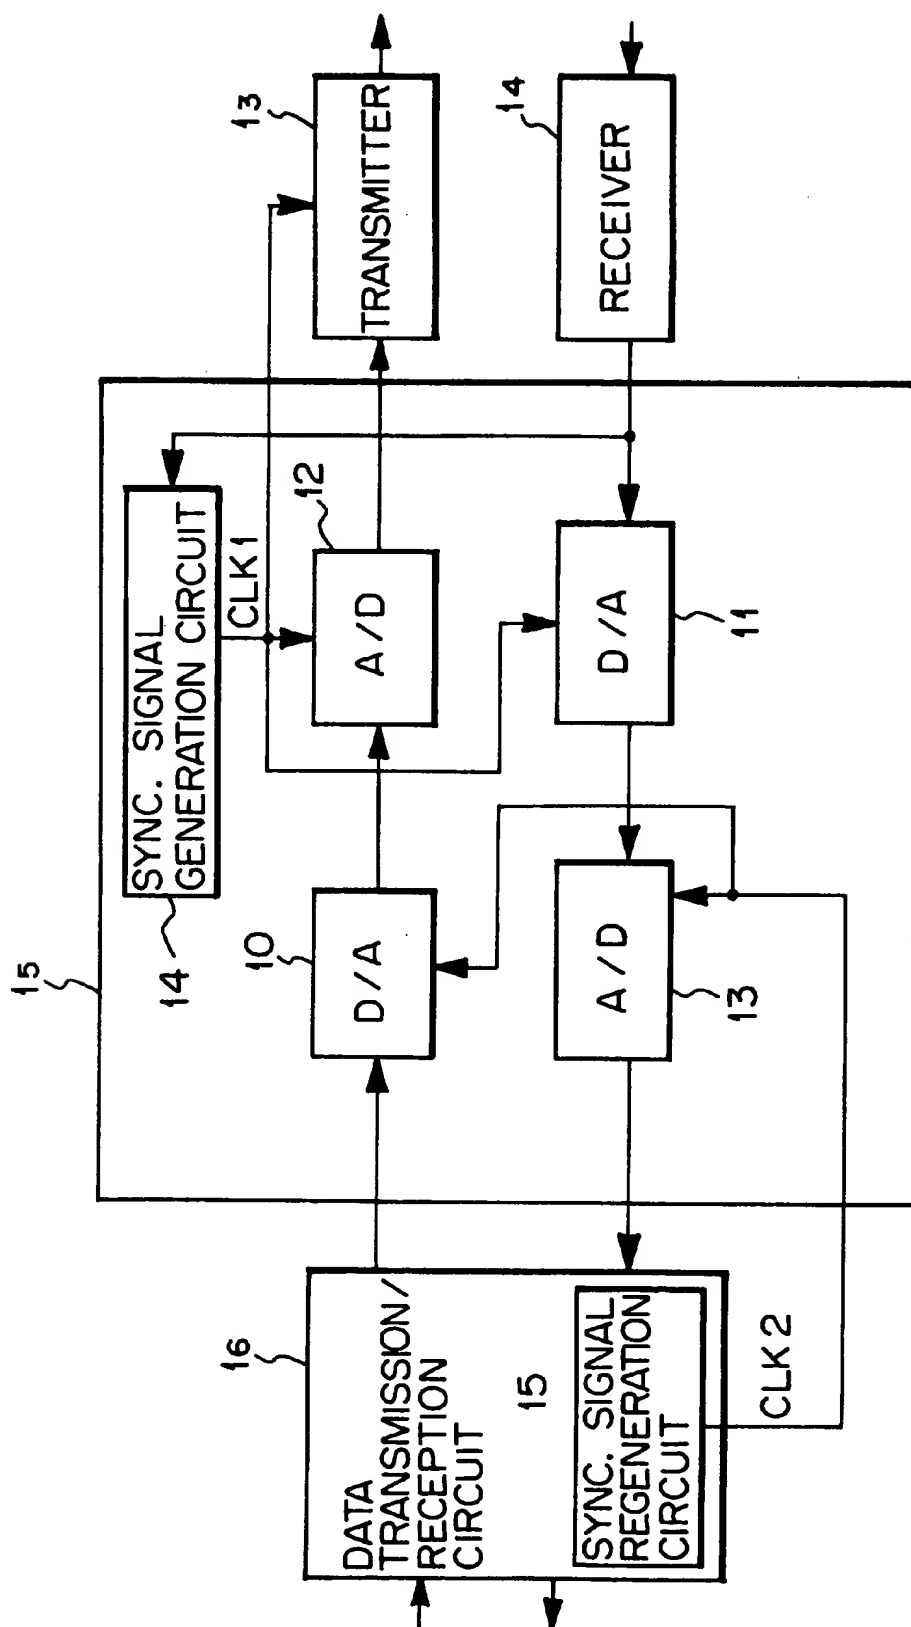 15
14
SYNC. SIGNAL
GENERATION CIRCUIT
CLK1
13
TRANSMITTER
16
DATA
TRANSMISSION/
RECEPTION
CIRCUIT
10
D/A
12
A/D
14
RECEIVER
15
SYNC. SIGNAL
REGENERATION
CIRCUIT
CLK2
A/D
13
D/A
11